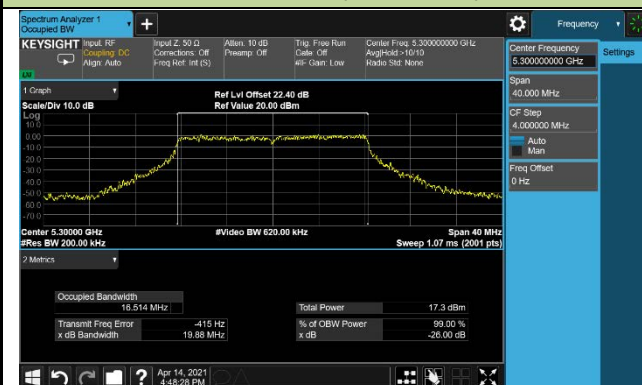 Spectrum Analyzer 1
Occupied BW
+
Frequency
KEYSIGHT
Input: RF
Coupling: DC
Align: Auto
Input Z: 50 Ω
Corrections: Off
Freq Ref: Int (S)
Atten: 10 dB
Preamp: Off
Trig: Free Run
Gate: Off
#IF Gain: Low
Center Freq: 5.300000000 GHz
Avg|Hold:>10/10
Radio Std: None
Center Frequency
5.300000000 GHz
Settings
Span
40.000 MHz
CF Step
4.000000 MHz
Auto
Man
Freq Offset
0 Hz
1 Graph
Scale/Div 10.0 dB
Ref Lvl Offset 22.40 dB
Ref Value 20.00 dBm
Log
10.0
0.00
-10.0
-20.0
-30.0
-40.0
-50.0
-60.0
-70.0
Center 5.30000 GHz
#Res BW 200.00 kHz
#Video BW 620.00 kHz
Span 40 MHz
Sweep 1.07 ms (2001 pts)
2 Metrics
Occupied Bandwidth
16.514 MHz
Total Power 17.3 dBm
Transmit Freq Error -415 Hz
% of OBW Power 99.00 %
x dB Bandwidth 19.88 MHz
x dB -26.00 dB
?
Apr 14, 2021
4:48:28 PM